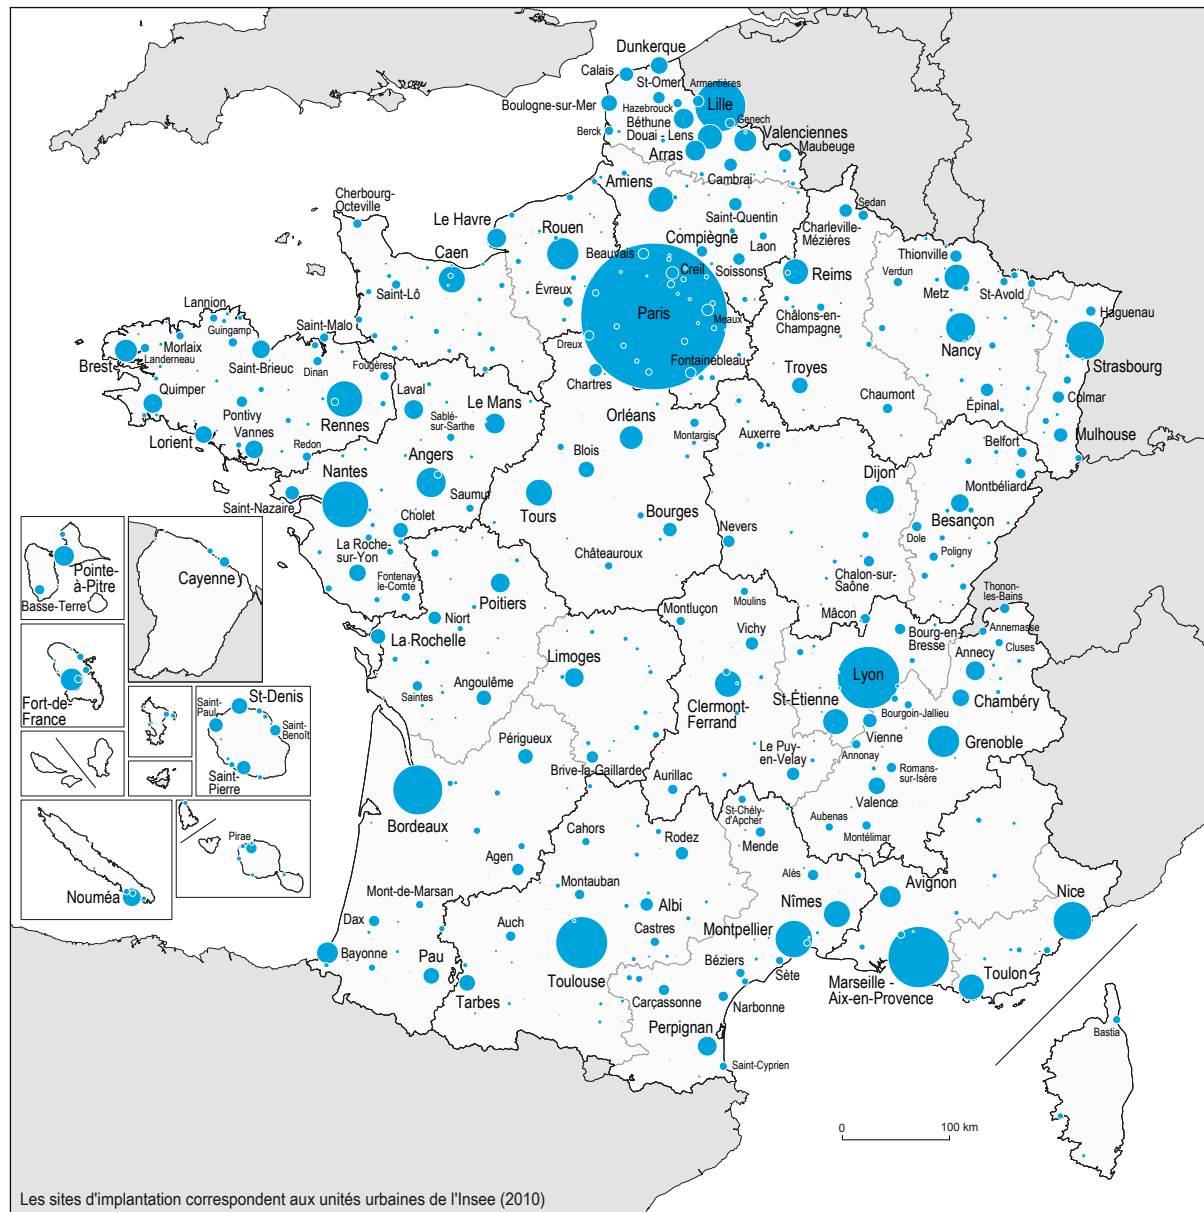 Dunkerque
Calais
St-Omer
Armentières
Boulogne-sur-Mer
Hazebrouck
Lille
Béthune
Genech
Berck
Douai - Lens
Valenciennes
Maubeuge
Arras
Cambrai
Amiens
Cherbourg-
Octeville
Saint-Quentin
Sedan
Charleville-
Mézières
Le Havre
Rouen
Compiègne
Laon
Caen
Beauvais
Creil
Soissons
Reims
Thionville
Verdun
Metz
St-Avold
Saint-Lô
Évreux
Paris
Meaux
Châlons-en-
Champagne
Haguenau
Lannion
Guingamp
Saint-Malo
Nancy
Strasbourg
Morlaix
Landerneau
Brest
Saint-Brieuc
Dinan
Fougères
Dreux
Fontainebleau
Chartres
Troyes
Quimper
Laval
Le Mans
Chaumont
Épinal
Colmar
Pontivy
Rennes
Sablé-
sur-Sarthe
Orléans
Montargis
Auxerre
Mulhouse
Vannes
Lorient
Redon
Belfort
Angers
Blois
Nantes
Dijon
Montbéliard
Saint-Nazaire
Saumur
Tours
Bourges
Besançon
Cholet
Nevers
Dole
La Roche-
sur-Yon
Châteauroux
Poligny
Pointe-
à-Pitre
Cayenne
Fontenay-
le-Comte
Chalon-sur-
Saône
Basse-Terre
Poitiers
Moulins
Thonon-
les-Bains
Montluçon
Mâcon
Niort
La Rochelle
Vichy
Bourg-en-
Bresse
Annemasse
Annecy
Cluses
Limoges
Lyon
Fort-de-
France
Saint-
Paul
St-Denis
Saintes
Angoulême
Clermont-
Ferrand
St-Étienne
Bourgoin-Jallieu
Chambéry
Saint-
Benoît
Vienne
Périgueux
Le Puy-
en-Velay
Annonay
Grenoble
Saint-
Pierre
Brive-la-Gaillarde
Aurillac
Romans-
sur-Isère
Valence
Bordeaux
St-Chély-
d'Apcher
Aubenas
Montélimar
Pirae
Cahors
Rodez
Mende
Agen
Alès
Nouméa
Mont-de-Marsan
Montauban
Avignon
Nice
Dax
Auch
Albi
Nîmes
Castres
Montpellier
Bayonne
Pau
Toulouse
Béziers
Sète
Marseille -
Aix-en-Provence
Toulon
Tarbes
Carcassonne
Narbonne
Perpignan
Bastia
Saint-Cyprien
0 100 km
Les sites d'implantation correspondent aux unités urbaines de l'Insee (2010)